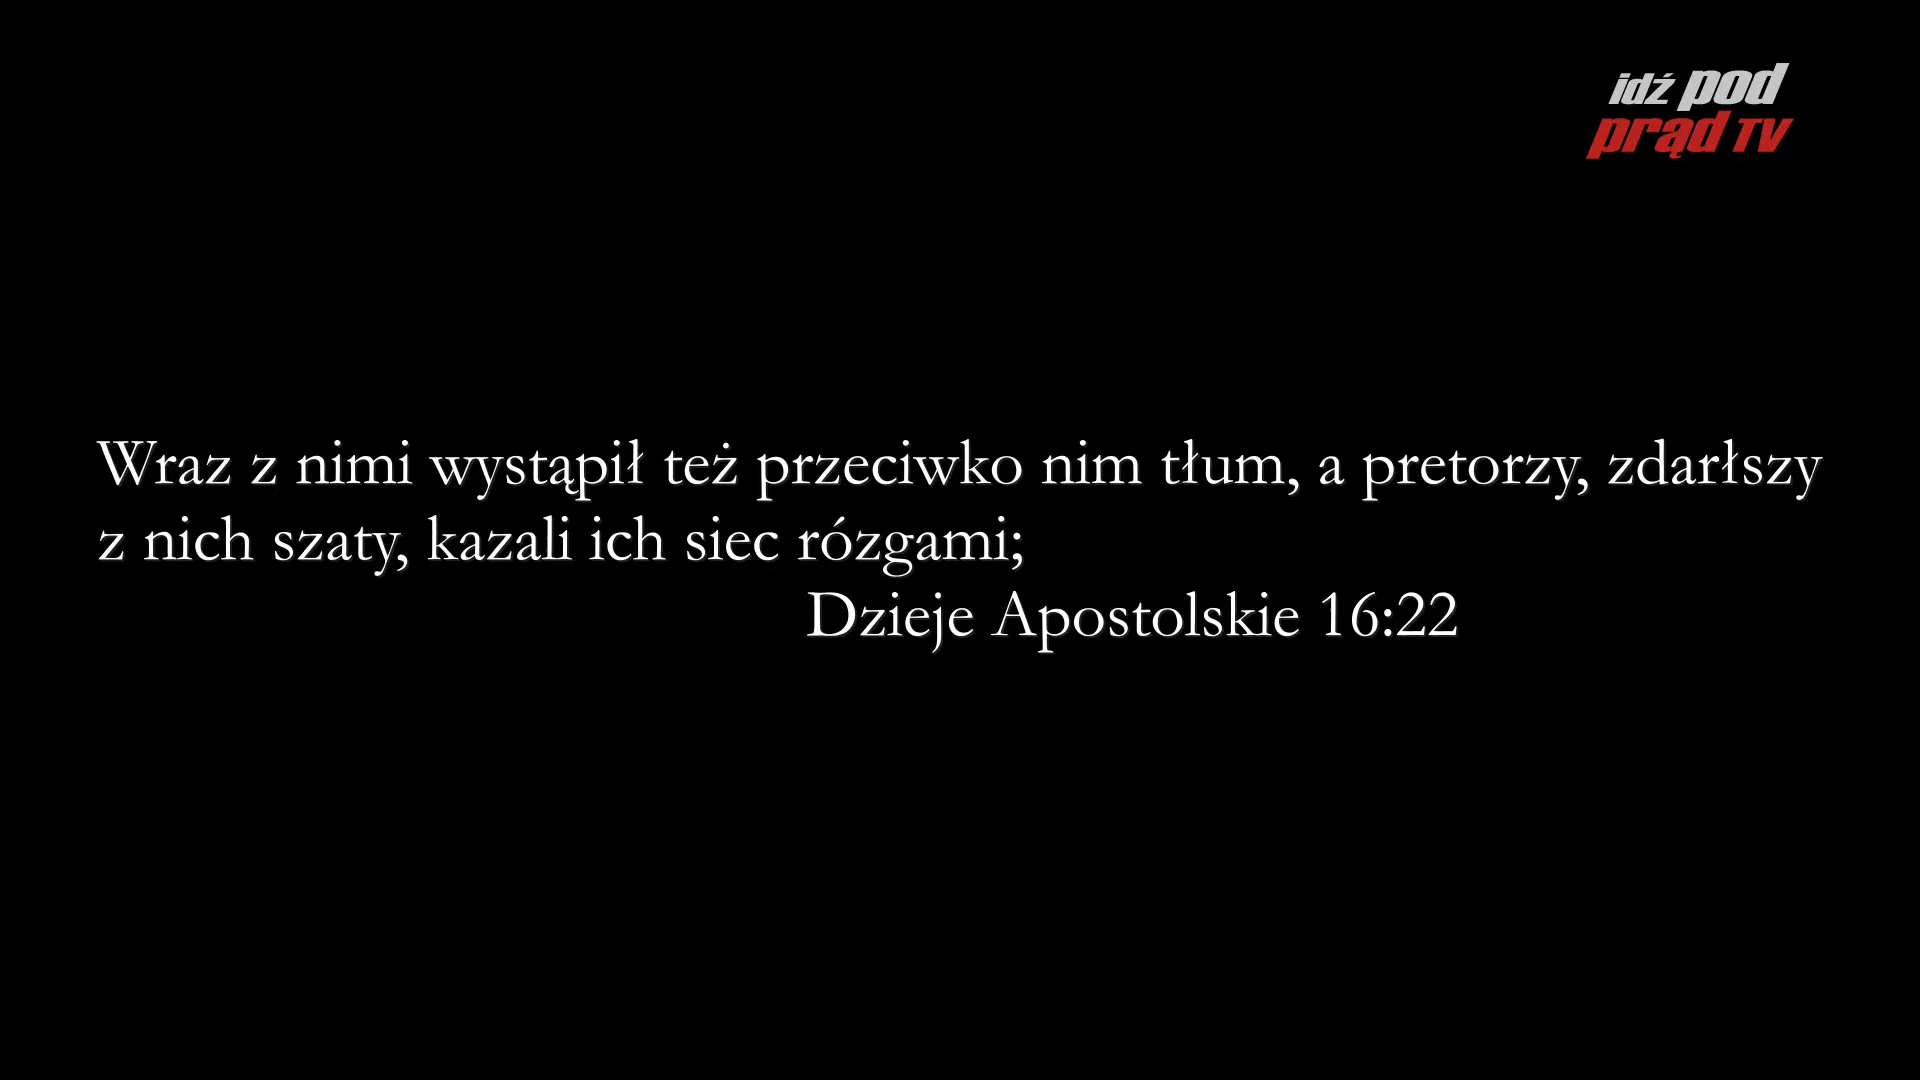 idź pod
prąd TV
Wraz z nimi wystąpił też przeciwko nim tłum, a pretorzy, zdarłszy
z nich szaty, kazali ich siec rózgami;
Dzieje Apostolskie 16:22